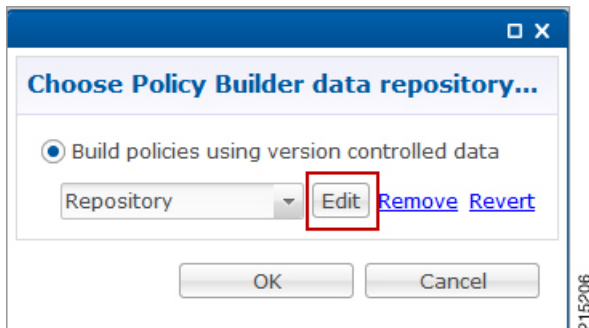 Choose Policy Builder data repository...
Build policies using version controlled data
Repository Edit Remove Revert
OK Cancel
215206